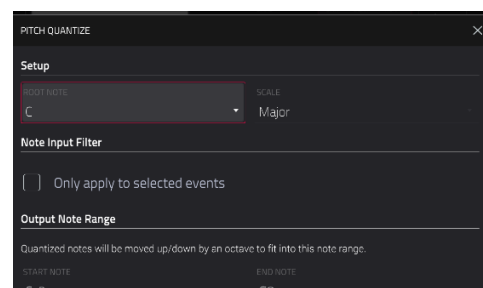 PITCH QUANTIZE
Setup
ROOT NOTE SCALE
C Major
Note Input Filter
Only apply to selected events
Output Note Range
Quantized notes will be moved up/down by an octave to fit into this note range.
START NOTE END NOTE